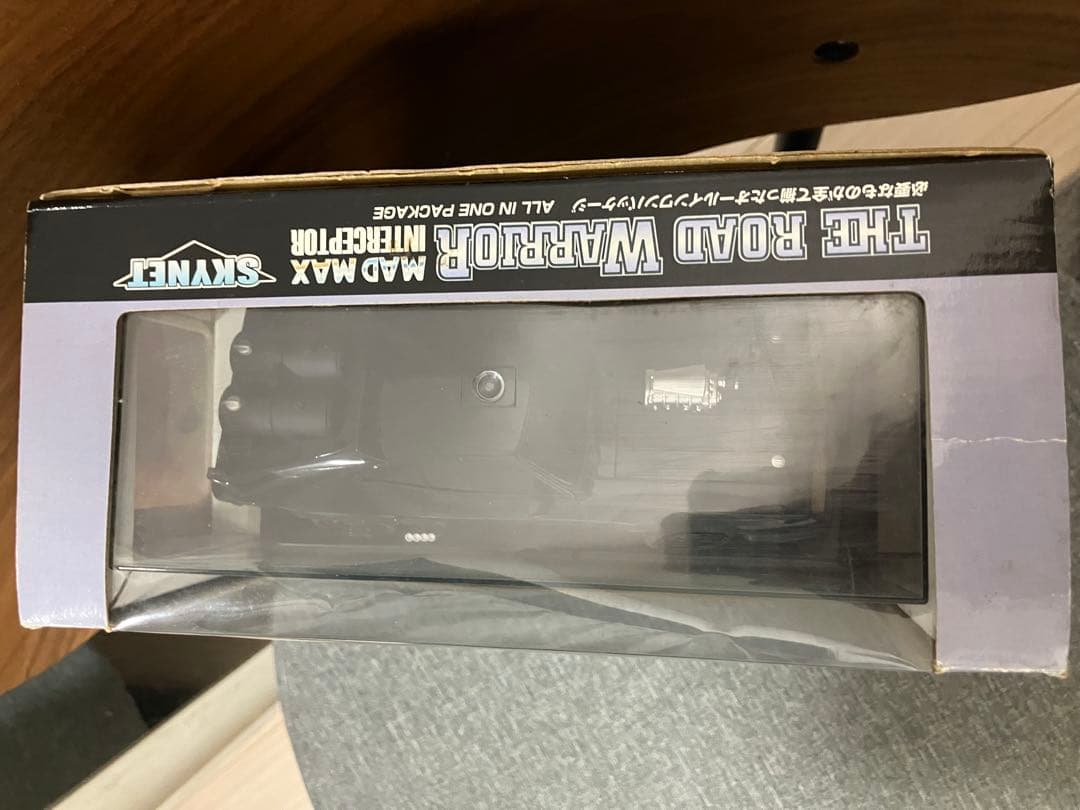 THE ROAD WARRIOR MAD MAX INTERCEPTOR SKYNET
必要なものが全て揃ったオールインワンパッケージ ALL IN ONE PACKAGE